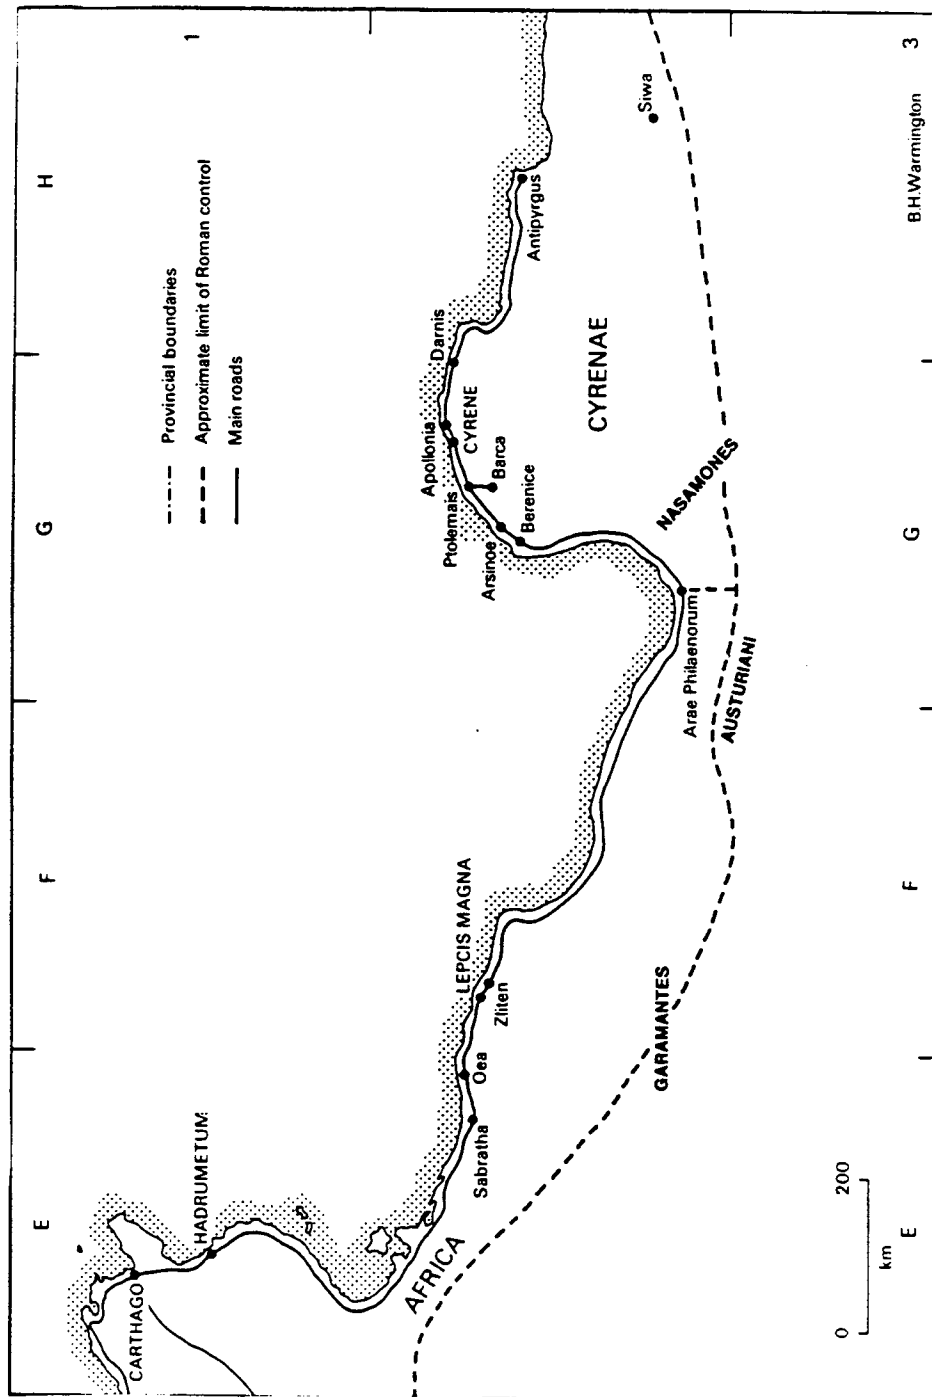 E
F
G
H
1
Provincial boundaries
Approximate limit of Roman control
Main roads
CARTHAGO
HADRUMETUM
AFRICA
Sabratha
Oea
LEPCIS MAGNA
Zliten
GARAMANTES
Arae Philaenorum
AUSTURIANI
NASAMONES
Berenice
Arsinoe
Ptolemais
Barca
Apollonia
CYRENE
Darnis
CYRENAE
Antipyrgus
Siwa
0
200
km
E
F
G
B.H.Warmington
3